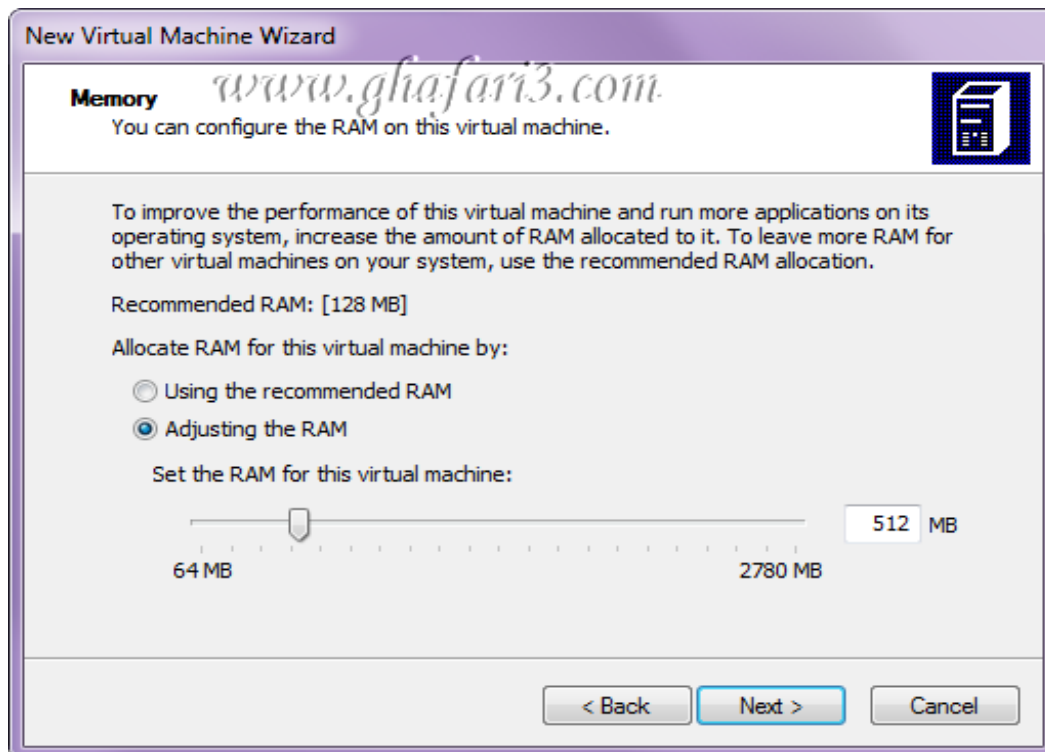 New Virtual Machine Wizard
www.ghafari3.com
Memory
You can configure the RAM on this virtual machine.
To improve the performance of this virtual machine and run more applications on its
operating system, increase the amount of RAM allocated to it. To leave more RAM for
other virtual machines on your system, use the recommended RAM allocation.
Recommended RAM: [128 MB]
Allocate RAM for this virtual machine by:
Using the recommended RAM
Adjusting the RAM
Set the RAM for this virtual machine:
512 MB
64 MB 2780 MB
< Back Next > Cancel